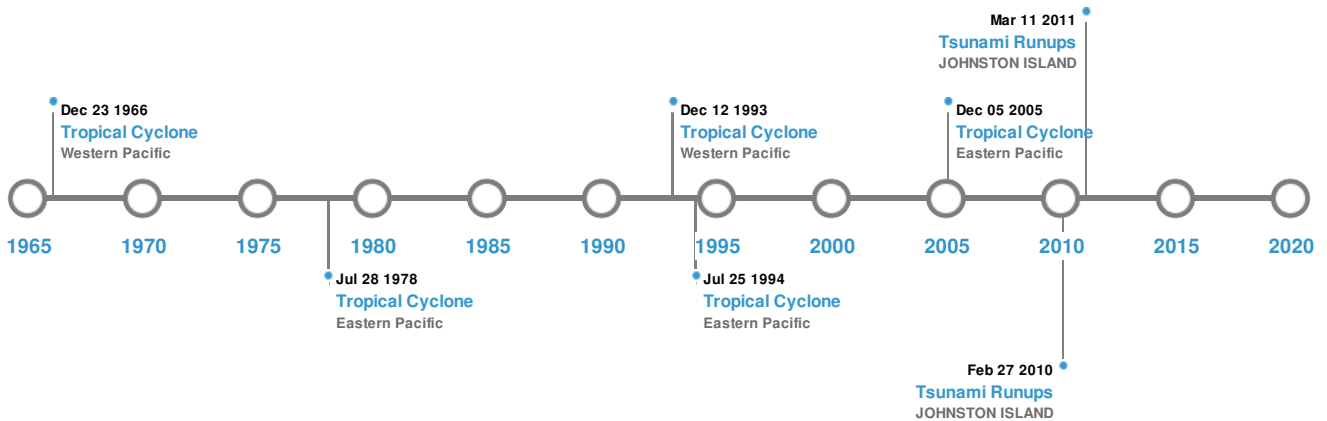 Mar 11 2011
Tsunami Runups
JOHNSTON ISLAND
Dec 23 1966
Tropical Cyclone
Western Pacific
Dec 12 1993
Tropical Cyclone
Western Pacific
Dec 05 2005
Tropical Cyclone
Eastern Pacific
1965 1970 1975 1980 1985 1990 1995 2000 2005 2010 2015 2020
Jul 28 1978
Tropical Cyclone
Eastern Pacific
Jul 25 1994
Tropical Cyclone
Eastern Pacific
Feb 27 2010
Tsunami Runups
JOHNSTON ISLAND